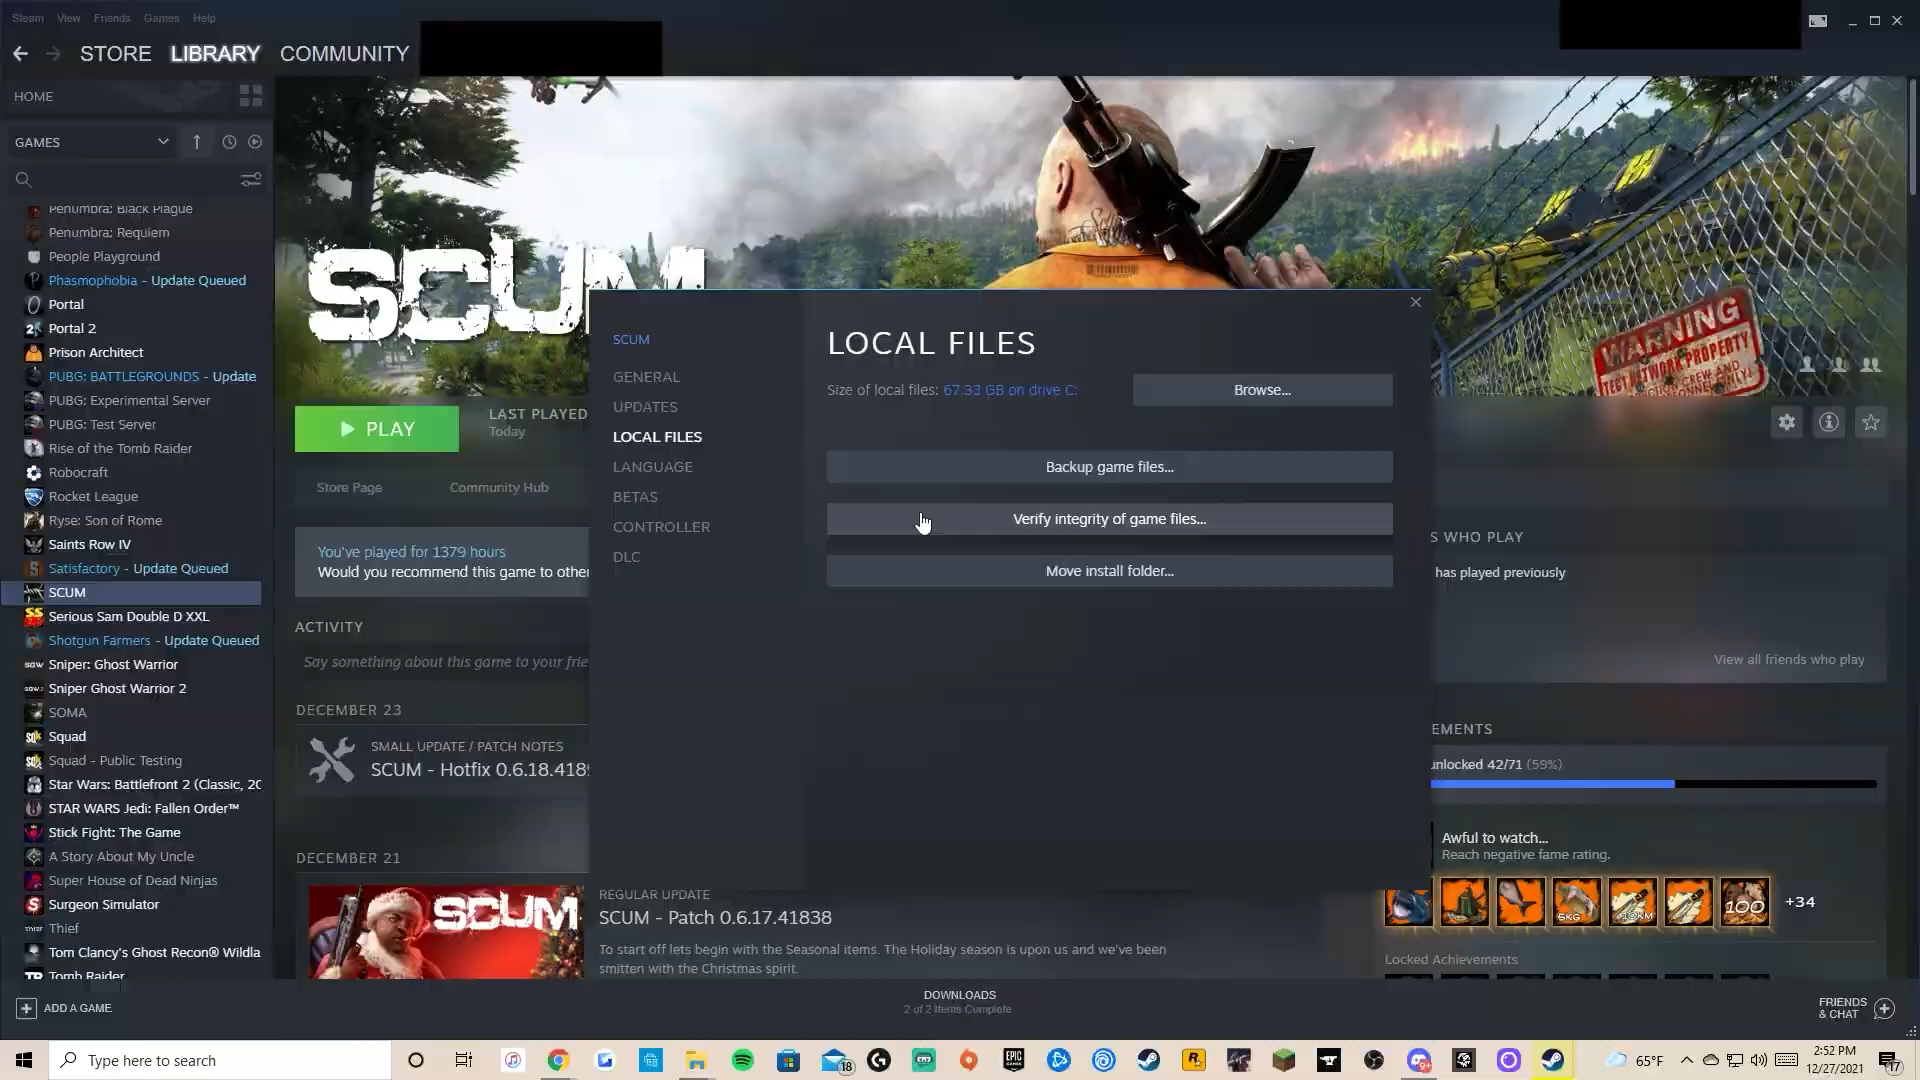 Steam View Friends Games Help
STORE LIBRARY COMMUNITY
HOME
GAMES
Penumbra: Black Plague
Penumbra: Requiem
People Playground
Phasmophobia - Update Queued
Portal
Portal 2
Prison Architect
PUBG: BATTLEGROUNDS - Update
PUBG: Experimental Server
PUBG: Test Server
Rise of the Tomb Raider
Robocraft
Rocket League
Ryse: Son of Rome
Saints Row IV
Satisfactory - Update Queued
SCUM
Serious Sam Double D XXL
Shotgun Farmers - Update Queued
Sniper: Ghost Warrior
Sniper Ghost Warrior 2
SOMA
Squad
Squad - Public Testing
Star Wars: Battlefront 2 (Classic, 20
STAR WARS Jedi: Fallen Order™
Stick Fight: The Game
A Story About My Uncle
Super House of Dead Ninjas
Surgeon Simulator
Thief
Tom Clancy's Ghost Recon® Wildla
Tomb Raider
ADD A GAME
SCUM
WARNING
PLAY
LAST PLAYED
Today
Store Page
Community Hub
You've played for 1379 hours
Would you recommend this game to other
ACTIVITY
Say something about this game to your frie
DECEMBER 23
SMALL UPDATE / PATCH NOTES
SCUM - Hotfix 0.6.18.418
DECEMBER 21
SCUM
REGULAR UPDATE
SCUM - Patch 0.6.17.41838
To start off lets begin with the Seasonal items. The Holiday season is upon us and we've been
smitten with the Christmas spirit.
SCUM
GENERAL
UPDATES
LOCAL FILES
LANGUAGE
BETAS
CONTROLLER
DLC
LOCAL FILES
Size of local files: 67.33 GB on drive C:
Browse...
Backup game files...
Verify integrity of game files...
Move install folder...
S WHO PLAY
has played previously
View all friends who play
EMENTS
unlocked 42/71 (59%)
Awful to watch...
Reach negative fame rating.
5KG
10KM
100
+34
Locked Achievements
DOWNLOADS
2 of 2 Items Complete
FRIENDS
& CHAT
Type here to search
18
EPIC
GAMES
9+
65°F
2:52 PM
12/27/2021
17